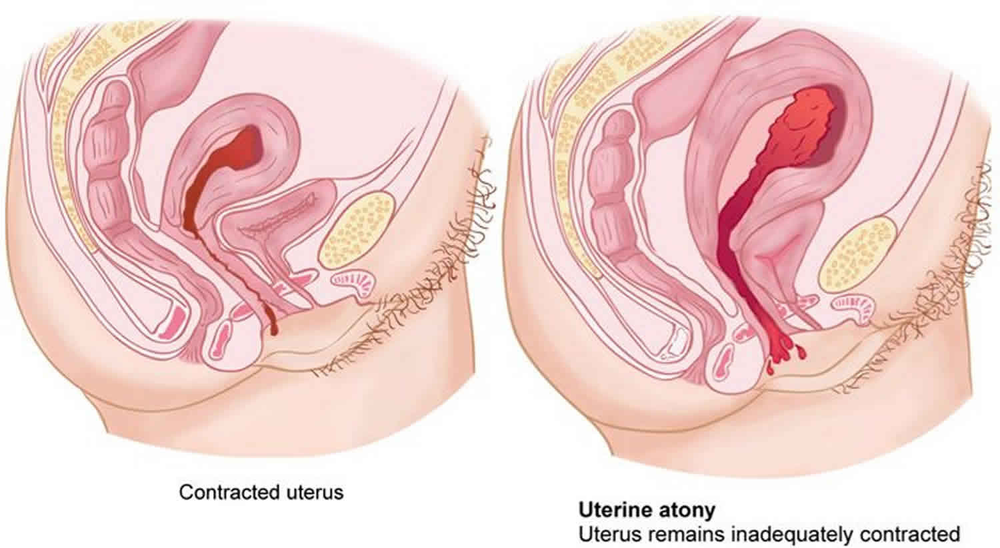 Contracted uterus
Uterine atony
Uterus remains inadequately contracted